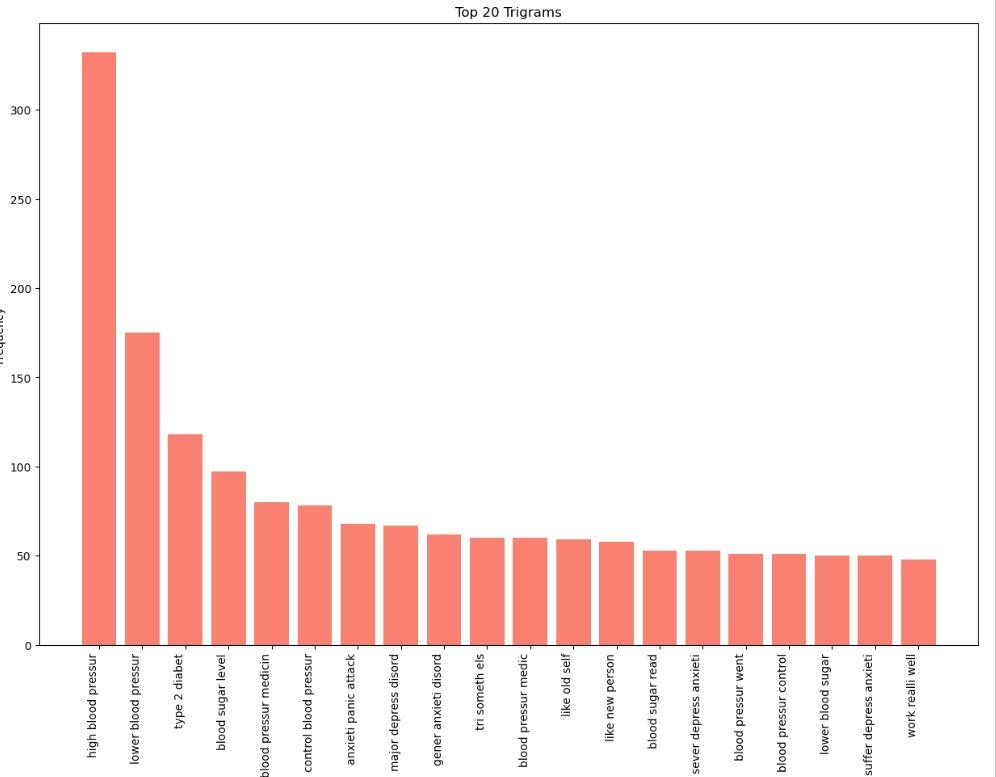 Top 20 Trigrams
300
250
200
150
100
50
0
high blood pressur
lower blood pressur
type 2 diabet
blood sugar level
blood pressur medicin
control blood pressur
anxieti panic attack
major depress disord
gener anxieti disord
tri someth els
blood pressur medic
like old self
like new person
blood sugar read
sever depress anxieti
blood pressur went
blood pressur control
lower blood sugar
suffer depress anxieti
work realli well